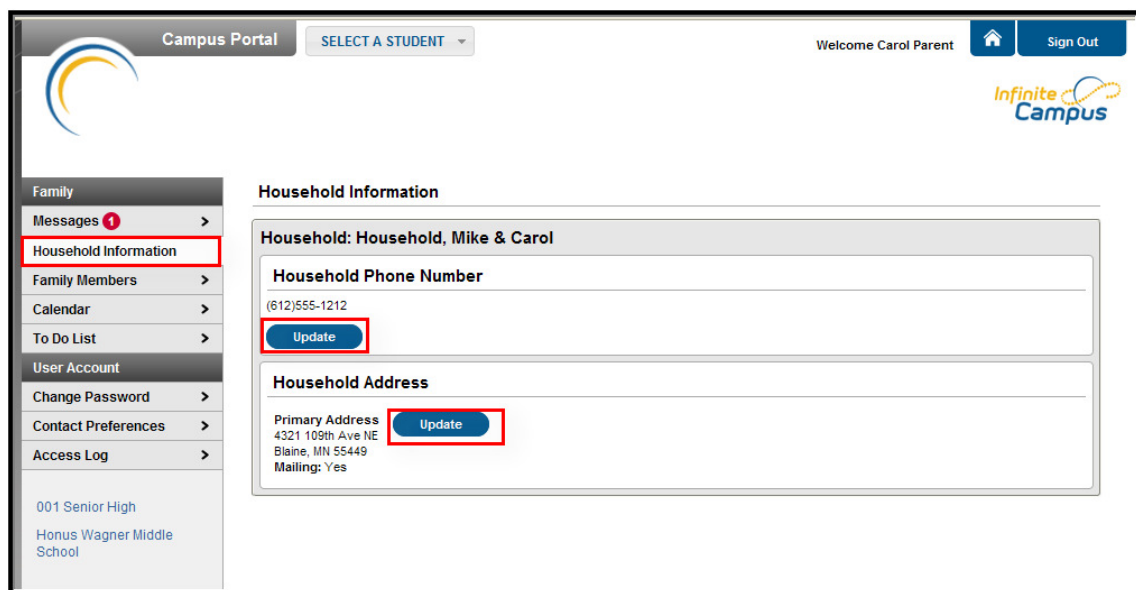 Campus Portal
SELECT A STUDENT
Welcome Carol Parent
Sign Out
Infinite
Campus
Family
Messages 1
Household Information
Family Members
Calendar
To Do List
User Account
Change Password
Contact Preferences
Access Log
001 Senior High
Honus Wagner Middle
School
Household Information
Household: Household, Mike & Carol
Household Phone Number
(612)555-1212
Update
Household Address
Primary Address
Update
4321 109th Ave NE
Blaine, MN 55449
Mailing: Yes